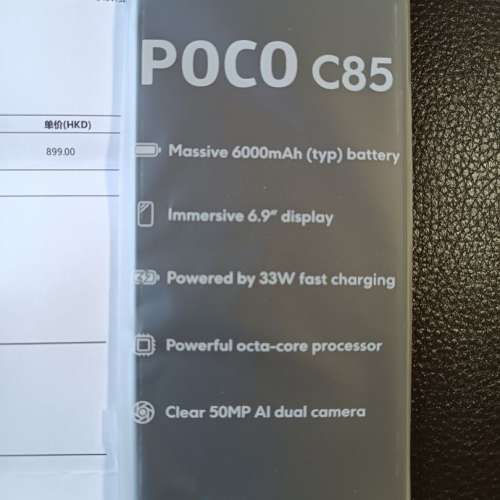 单价(HKD)
899.00
POCO C85
Massive 6000mAh (typ) battery
Immersive 6.9″ display
Powered by 33W fast charging
Powerful octa-core processor
Clear 50MP AI dual camera